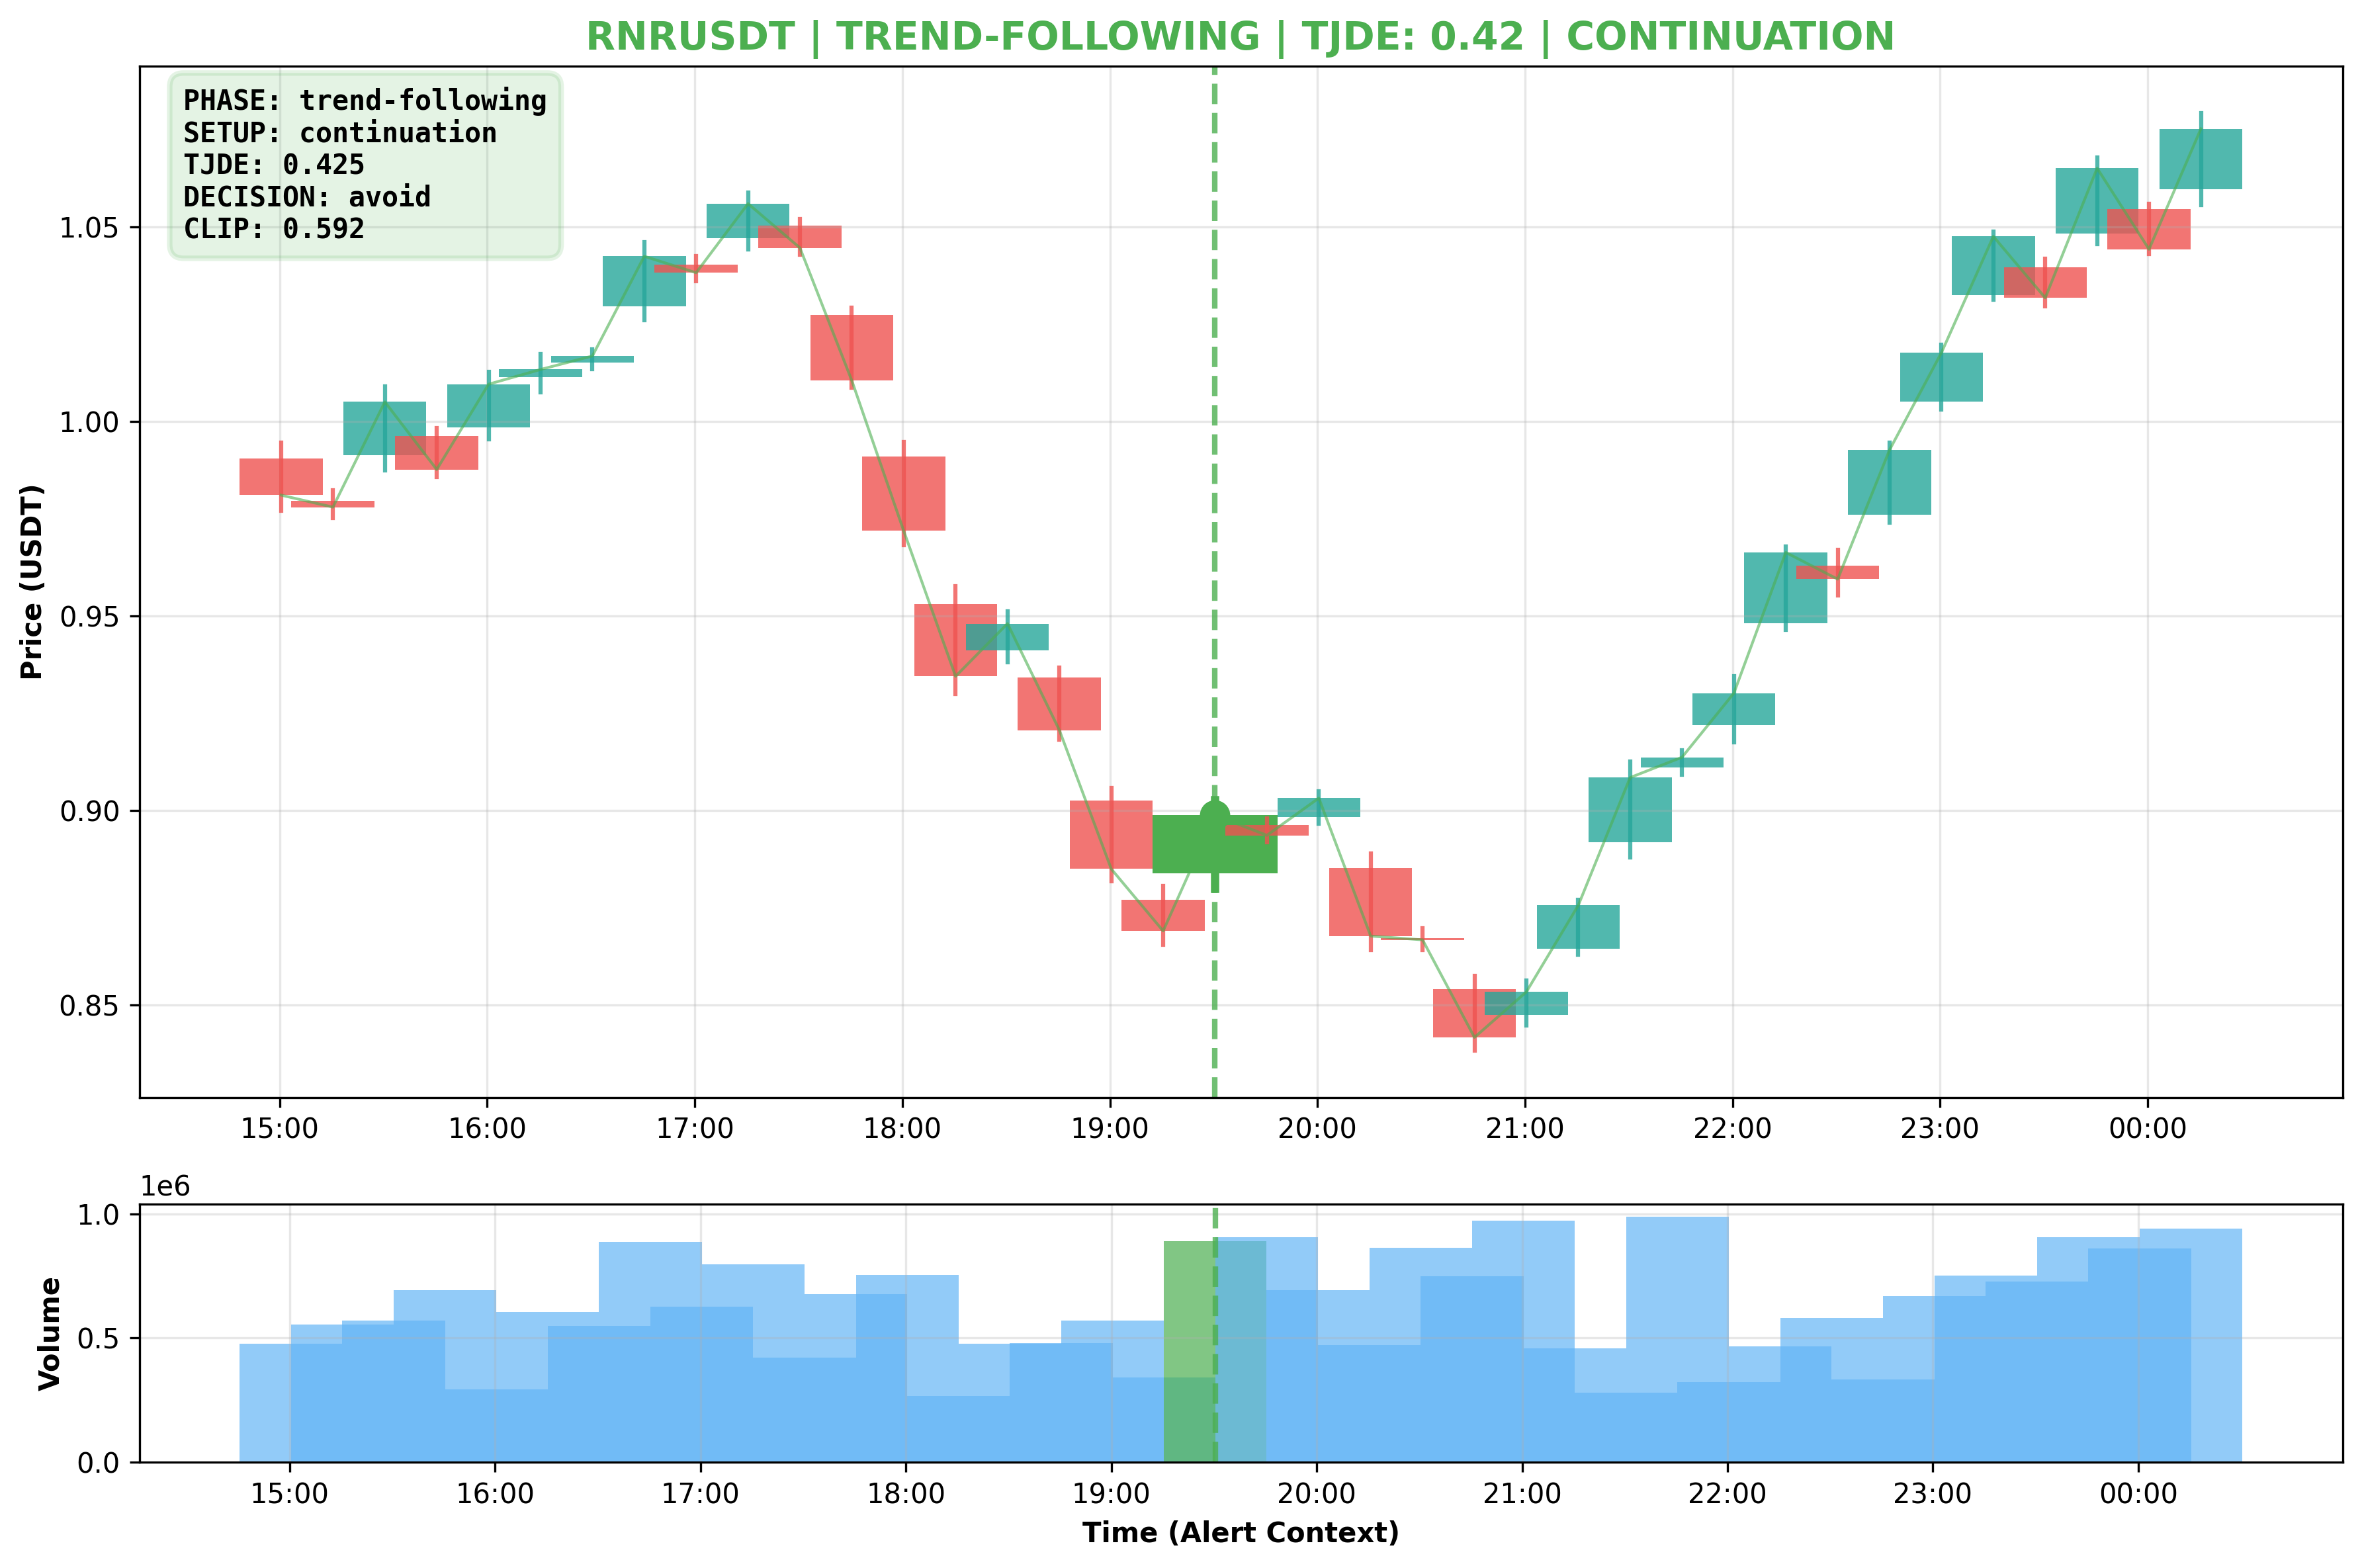 RNRUSDT | TREND-FOLLOWING | TJDE: 0.42 | CONTINUATION
PHASE: trend-following
SETUP: continuation
TJDE: 0.425
DECISION: avoid
CLIP: 0.592
Price (USDT)
1.05
1.00
0.95
0.90
0.85
15:00 16:00 17:00 18:00 19:00 20:00 21:00 22:00 23:00 00:00
1e6
Volume
1.0
0.5
0.0
15:00 16:00 17:00 18:00 19:00 20:00 21:00 22:00 23:00 00:00
Time (Alert Context)